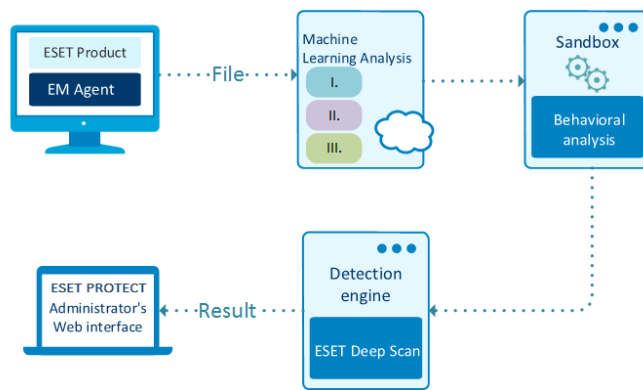 ESET Product
EM Agent
File
Machine
Learning Analysis
I.
II.
III.
Sandbox
Behavioral
analysis
Detection
engine
ESET Deep Scan
Result
ESET PROTECT
Administrator's
Web interface